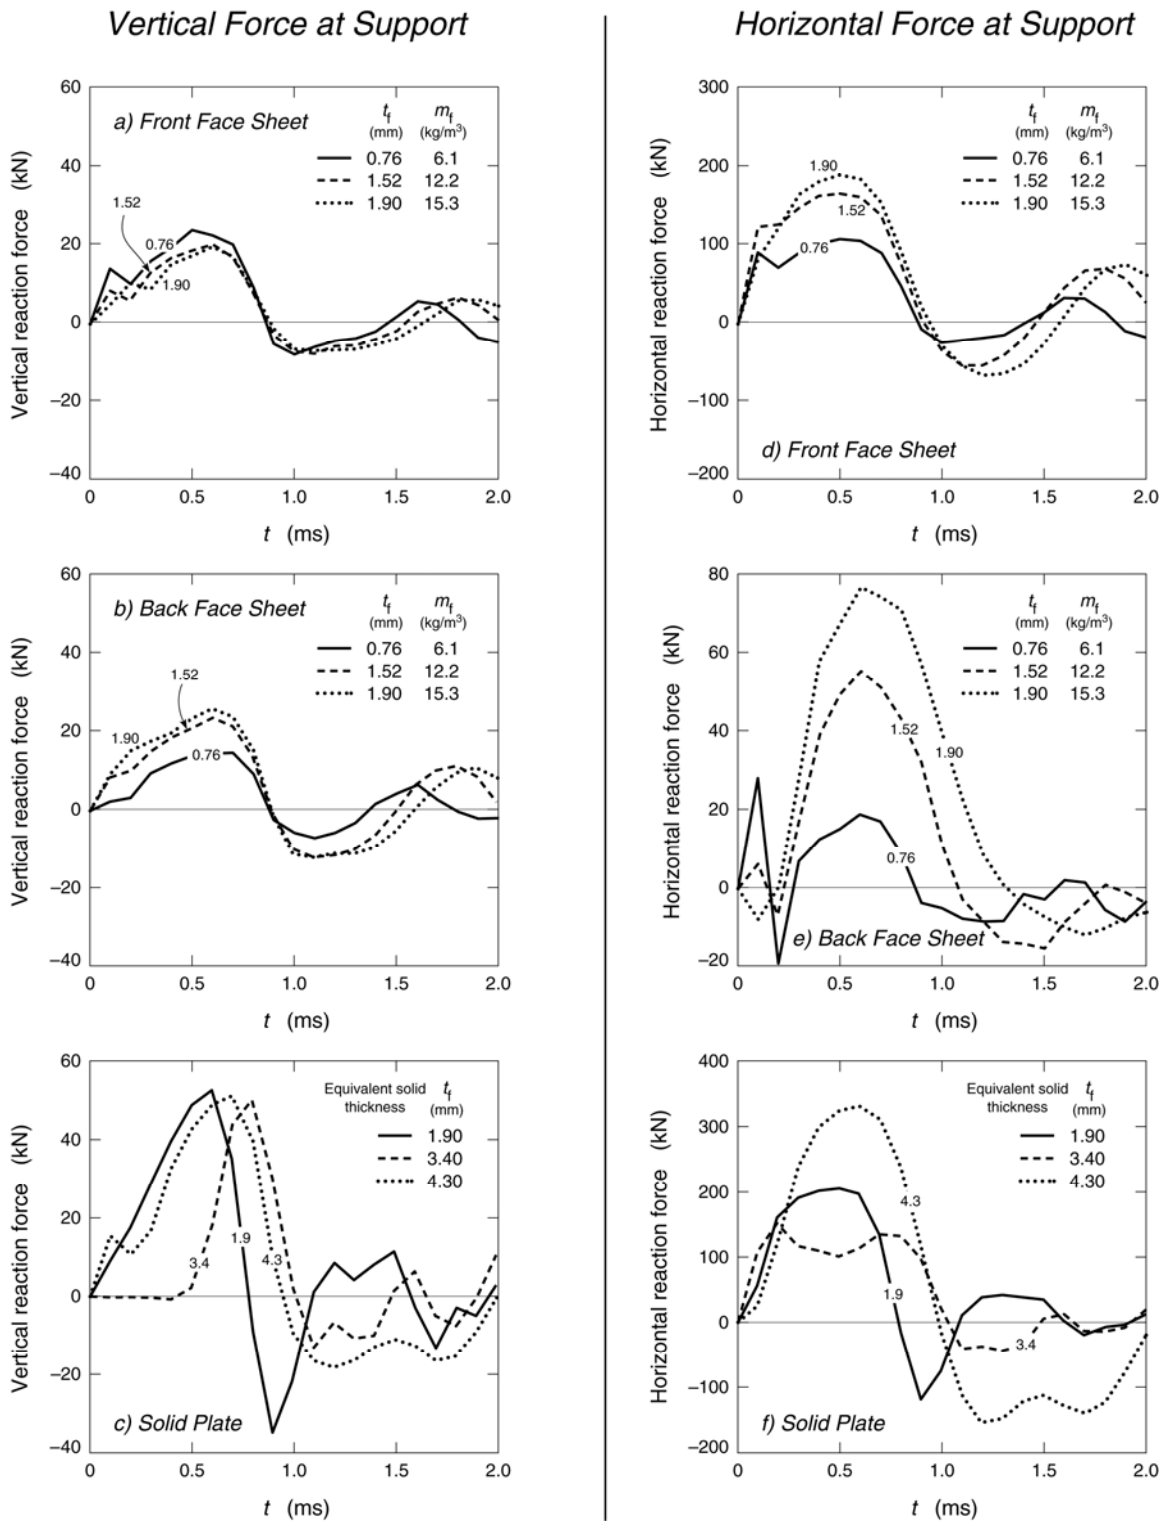 Vertical Force at Support
Horizontal Force at Support
60
40
20
0
–20
–40
Vertical reaction force (kN)
a) Front Face Sheet
tf mf
(mm) (kg/m³)
0.76 6.1
1.52 12.2
1.90 15.3
1.52
0.76
1.90
0 0.5 1.0 1.5 2.0
t (ms)
300
200
100
0
–100
–200
Horizontal reaction force (kN)
tf mf
(mm) (kg/m³)
0.76 6.1
1.52 12.2
1.90 15.3
1.90
1.52
0.76
d) Front Face Sheet
0 0.5 1.0 1.5 2.0
t (ms)
60
40
20
0
–20
–40
Vertical reaction force (kN)
b) Back Face Sheet
tf mf
(mm) (kg/m³)
0.76 6.1
1.52 12.2
1.90 15.3
1.52
1.90
0.76
0 0.5 1.0 1.5 2.0
t (ms)
80
60
40
20
0
–20
Horizontal reaction force (kN)
tf mf
(mm) (kg/m³)
0.76 6.1
1.52 12.2
1.90 15.3
1.52
1.90
0.76
e) Back Face Sheet
0 0.5 1.0 1.5 2.0
t (ms)
60
40
20
0
–20
–40
Vertical reaction force (kN)
Equivalent solid tf
thickness (mm)
1.90
3.40
4.30
1.9
3.4
4.3
c) Solid Plate
0 0.5 1.0 1.5 2.0
t (ms)
400
300
200
100
0
–100
–200
Horizontal reaction force (kN)
Equivalent solid tf
thickness (mm)
1.90
3.40
4.30
4.3
1.9
3.4
f) Solid Plate
0 0.5 1.0 1.5 2.0
t (ms)